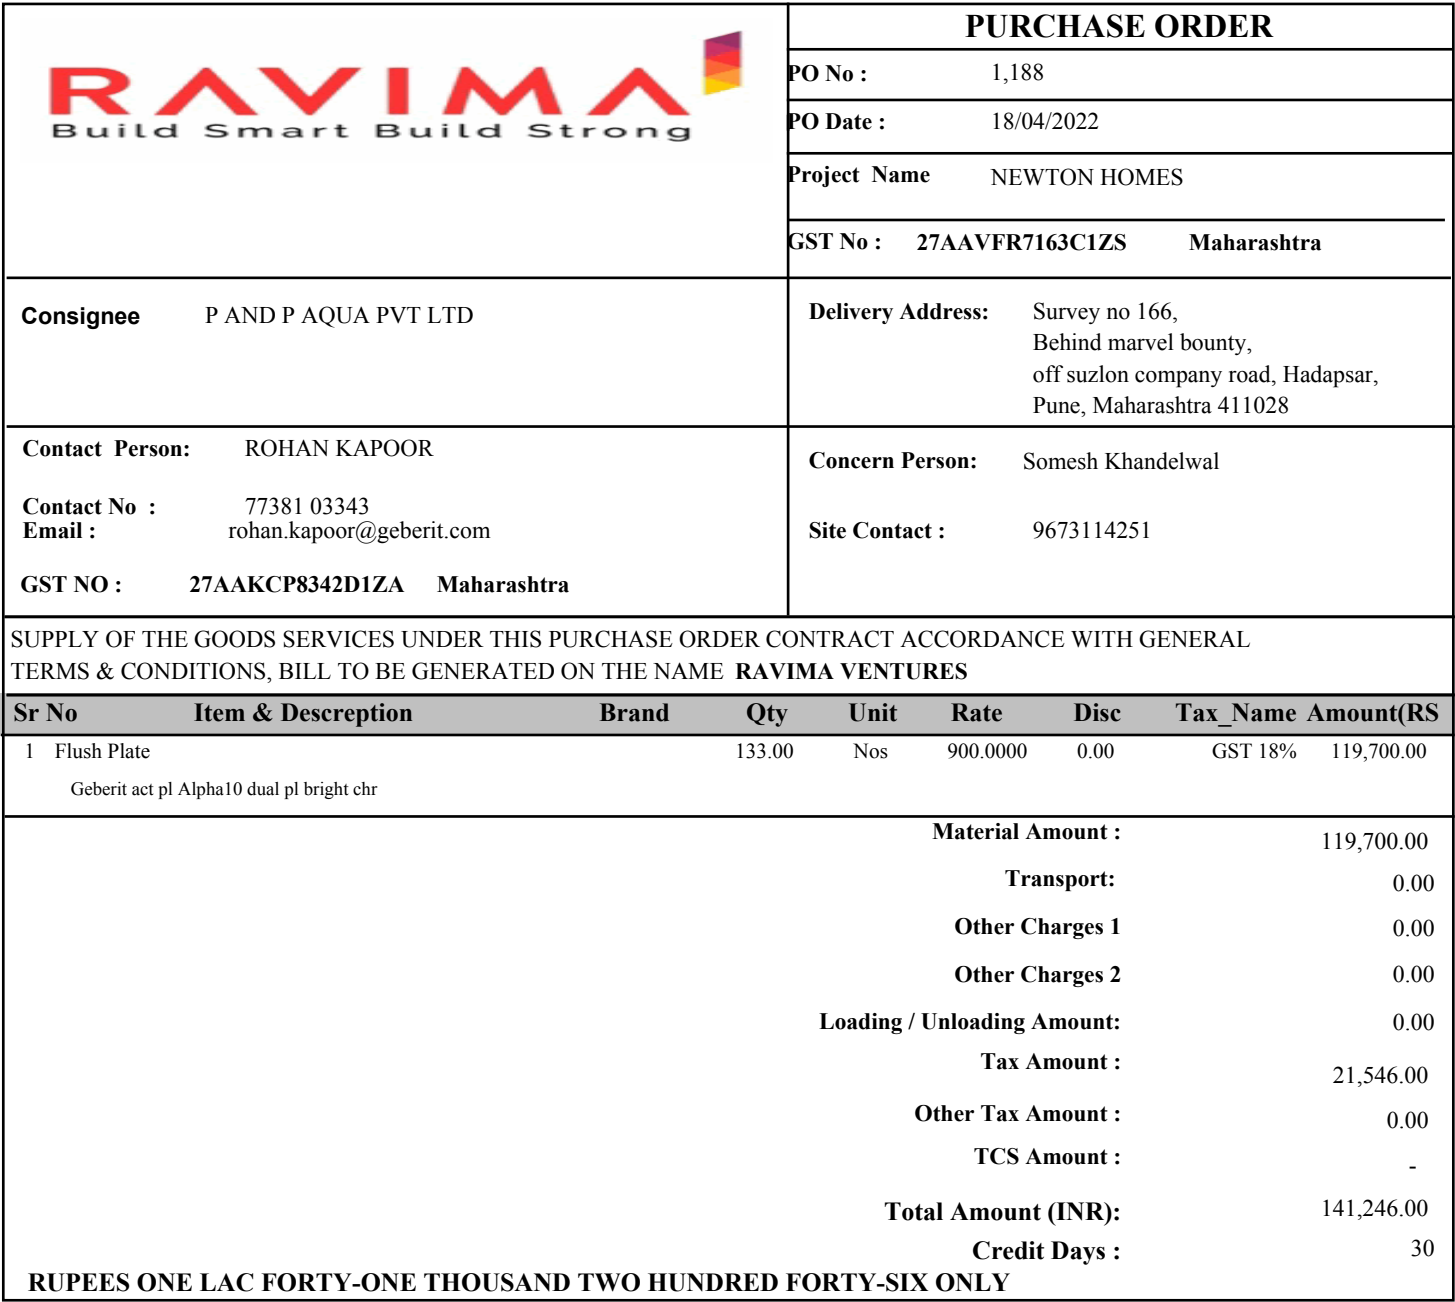 RAVIMA
Build Smart Build Strong
PURCHASE ORDER
PO No : 1,188
PO Date : 18/04/2022
Project Name NEWTON HOMES
GST No : 27AAVFR7163C1ZS Maharashtra
Consignee P AND P AQUA PVT LTD
Delivery Address: Survey no 166,
Behind marvel bounty,
off suzlon company road, Hadapsar,
Pune, Maharashtra 411028
Contact Person: ROHAN KAPOOR
Contact No : 77381 03343
Email : rohan.kapoor@geberit.com
GST NO : 27AAKCP8342D1ZA Maharashtra
Concern Person: Somesh Khandelwal
Site Contact : 9673114251
SUPPLY OF THE GOODS SERVICES UNDER THIS PURCHASE ORDER CONTRACT ACCORDANCE WITH GENERAL
TERMS & CONDITIONS, BILL TO BE GENERATED ON THE NAME RAVIMA VENTURES
Sr No Item & Descreption Brand Qty Unit Rate Disc Tax_Name Amount(RS
1 Flush Plate 133.00 Nos 900.0000 0.00 GST 18% 119,700.00
Geberit act pl Alpha10 dual pl bright chr
Material Amount : 119,700.00
Transport: 0.00
Other Charges 1 0.00
Other Charges 2 0.00
Loading / Unloading Amount: 0.00
Tax Amount : 21,546.00
Other Tax Amount : 0.00
TCS Amount : -
Total Amount (INR): 141,246.00
Credit Days : 30
RUPEES ONE LAC FORTY-ONE THOUSAND TWO HUNDRED FORTY-SIX ONLY